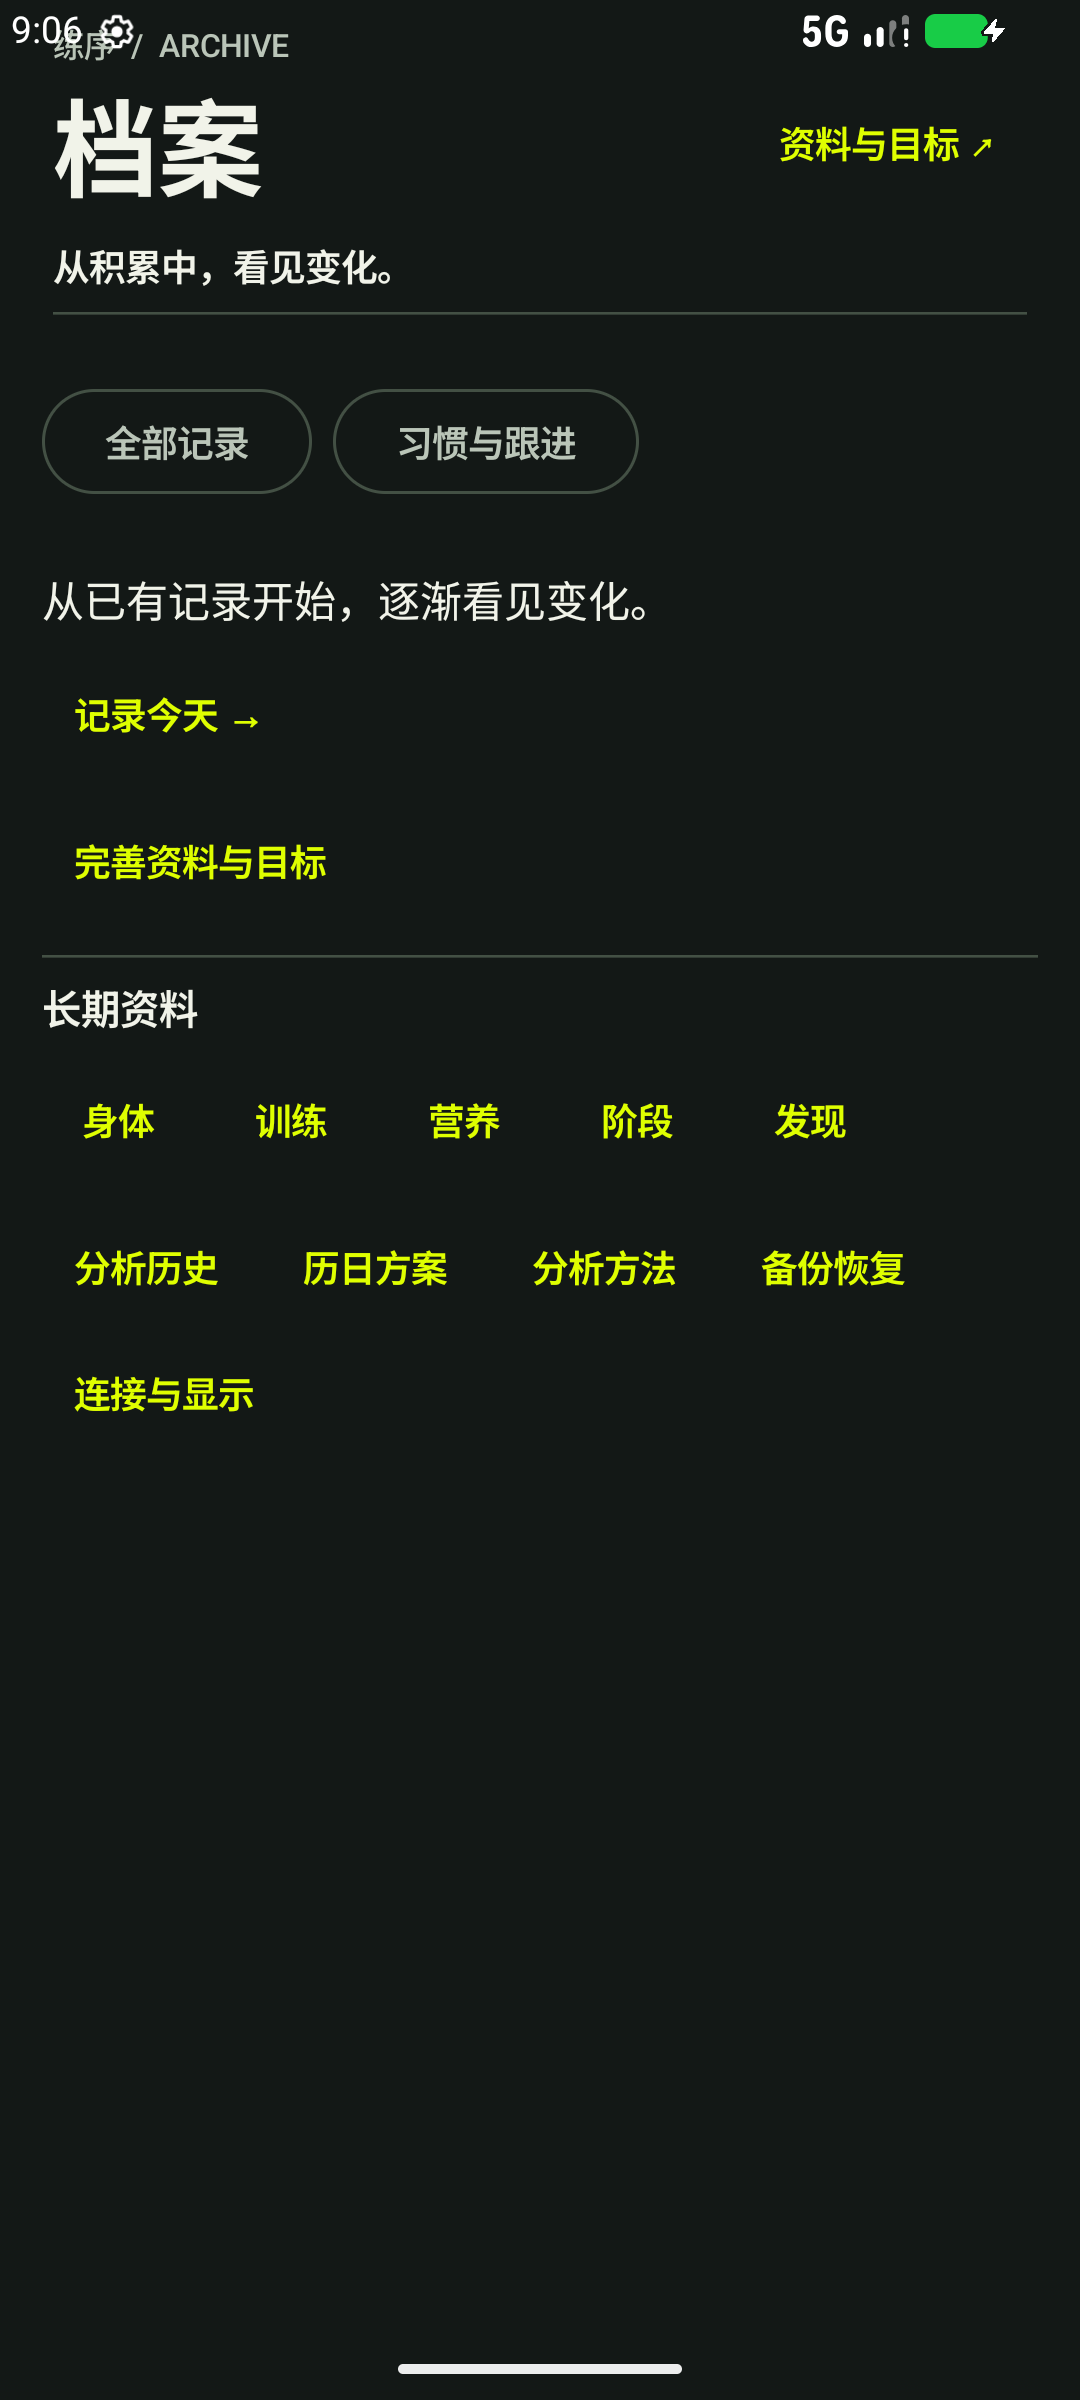 9:06 5G
练序 / ARCHIVE
档案
资料与目标 ↗
从积累中，看见变化。
全部记录 习惯与跟进
从已有记录开始，逐渐看见变化。
记录今天 →
完善资料与目标
长期资料
身体 训练 营养 阶段 发现
分析历史 历日方案 分析方法 备份恢复
连接与显示